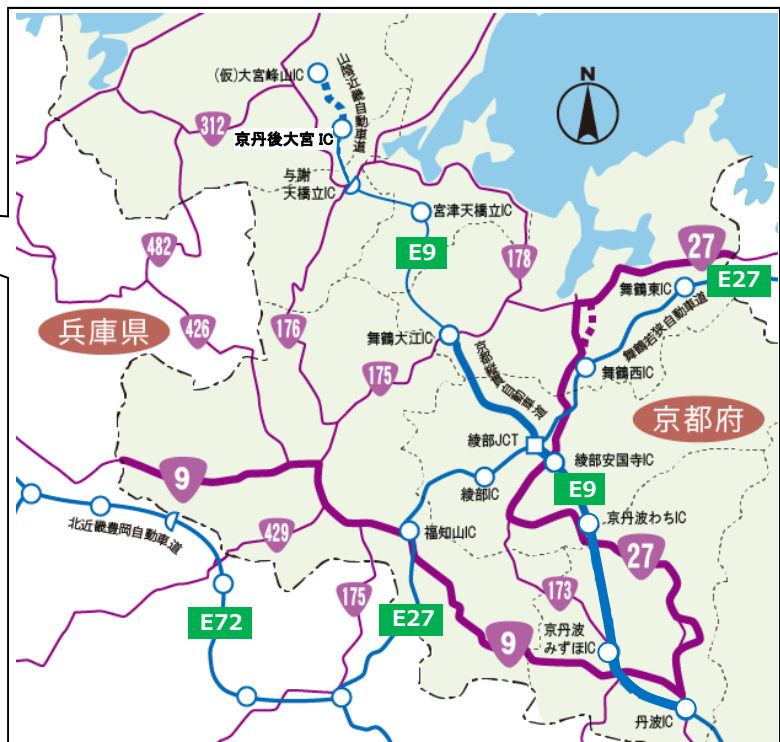 N
(仮)大宮峰山IC
山陰近畿自動車道
312
京丹後大宮 IC
与謝
天橋立IC
宮津天橋立IC
E9
482
178
27
舞鶴東IC
E27
兵庫県
426
176
舞鶴大江IC
京都縦貫自動車道
舞鶴若狭自動車道
175
舞鶴西IC
京都府
綾部JCT
綾部安国寺IC
9
綾部IC
E9
北近畿豊岡自動車道
429
福知山IC
京丹波わちIC
27
175
173
E72
E27
9
京丹波
みずほIC
丹波IC